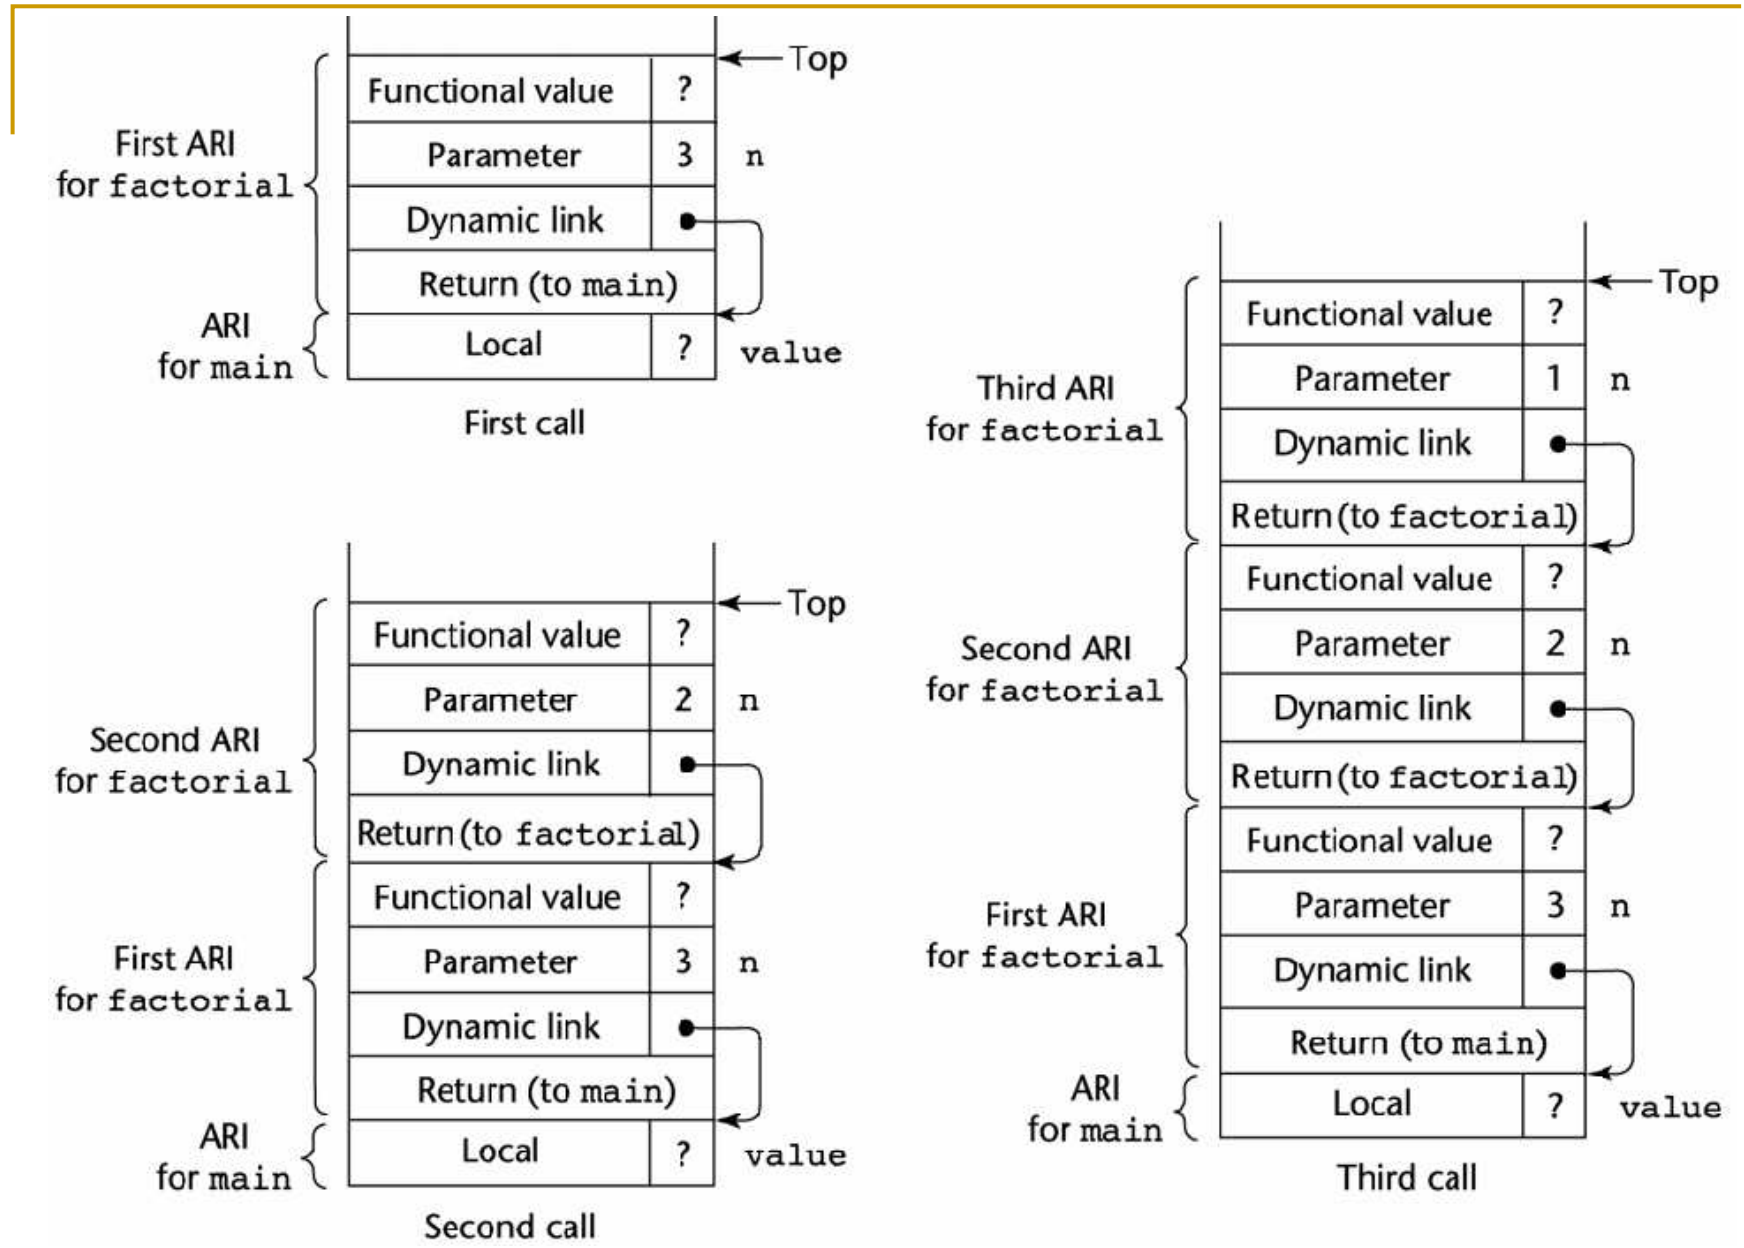 Top
Functional value ?
First ARI
for factorial
Parameter 3 n
Dynamic link
Return (to main)
ARI
for main
Local ? value
First call
Top
Functional value ?
Parameter 2 n
Second ARI
for factorial
Dynamic link
Return (to factorial)
Functional value ?
First ARI
for factorial
Parameter 3 n
Dynamic link
Return (to main)
ARI
for main
Local ? value
Second call
Top
Functional value ?
Third ARI
for factorial
Parameter 1 n
Dynamic link
Return (to factorial)
Functional value ?
Second ARI
for factorial
Parameter 2 n
Dynamic link
Return (to factorial)
Functional value ?
First ARI
for factorial
Parameter 3 n
Dynamic link
Return (to main)
ARI
for main
Local ? value
Third call